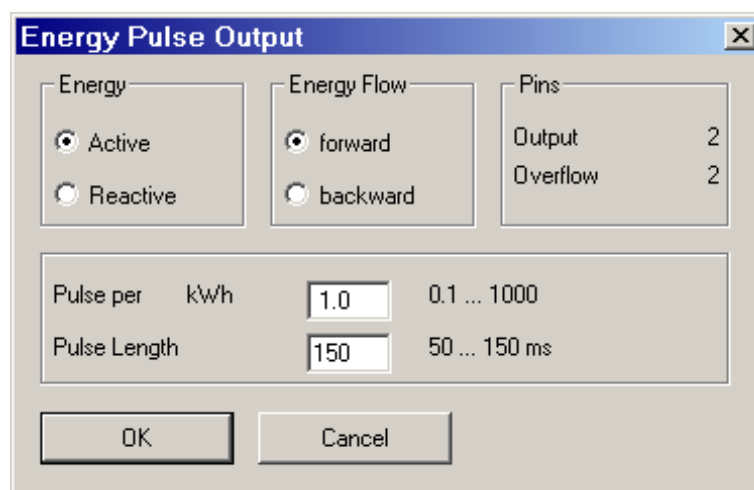 Energy Pulse Output
Energy
Active
Reactive
Energy Flow
forward
backward
Pins
Output 2
Overflow 2
Pulse per kWh 1.0 0.1 ... 1000
Pulse Length 150 50 ... 150 ms
OK Cancel